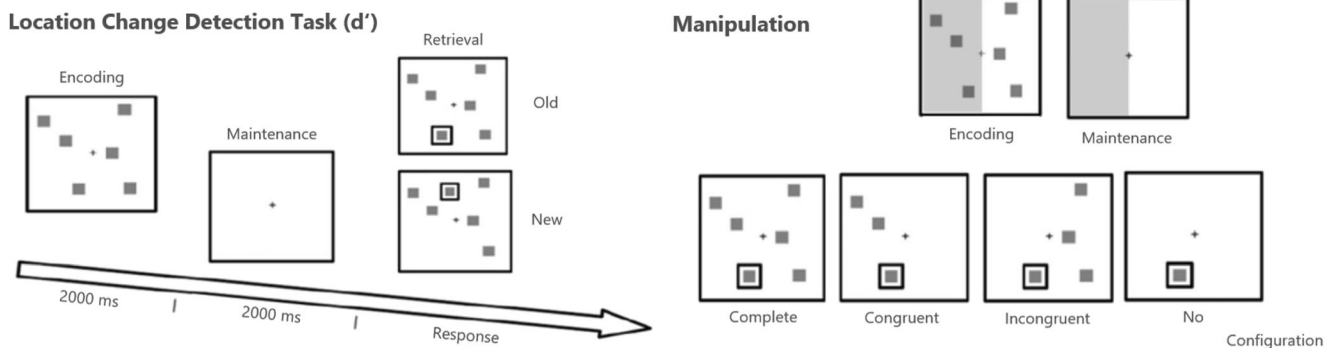 Location Change Detection Task (d‘)
Encoding
Maintenance
Retrieval
Old
New
2000 ms
2000 ms
Response
Manipulation
Encoding
Maintenance
Complete
Congruent
Incongruent
No
Configuration